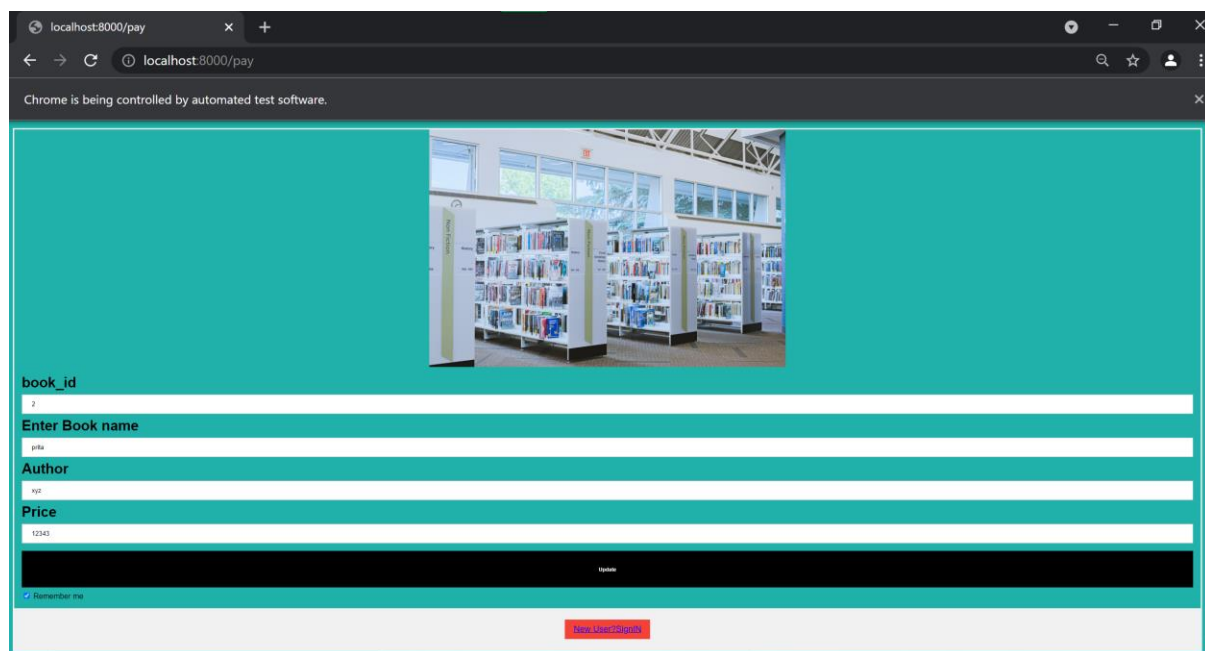 localhost:8000/pay
localhost:8000/pay
Chrome is being controlled by automated test software.
book_id
2
Enter Book name
Author
xyz
Price
12343
Update
Remember me
New User?SignIN